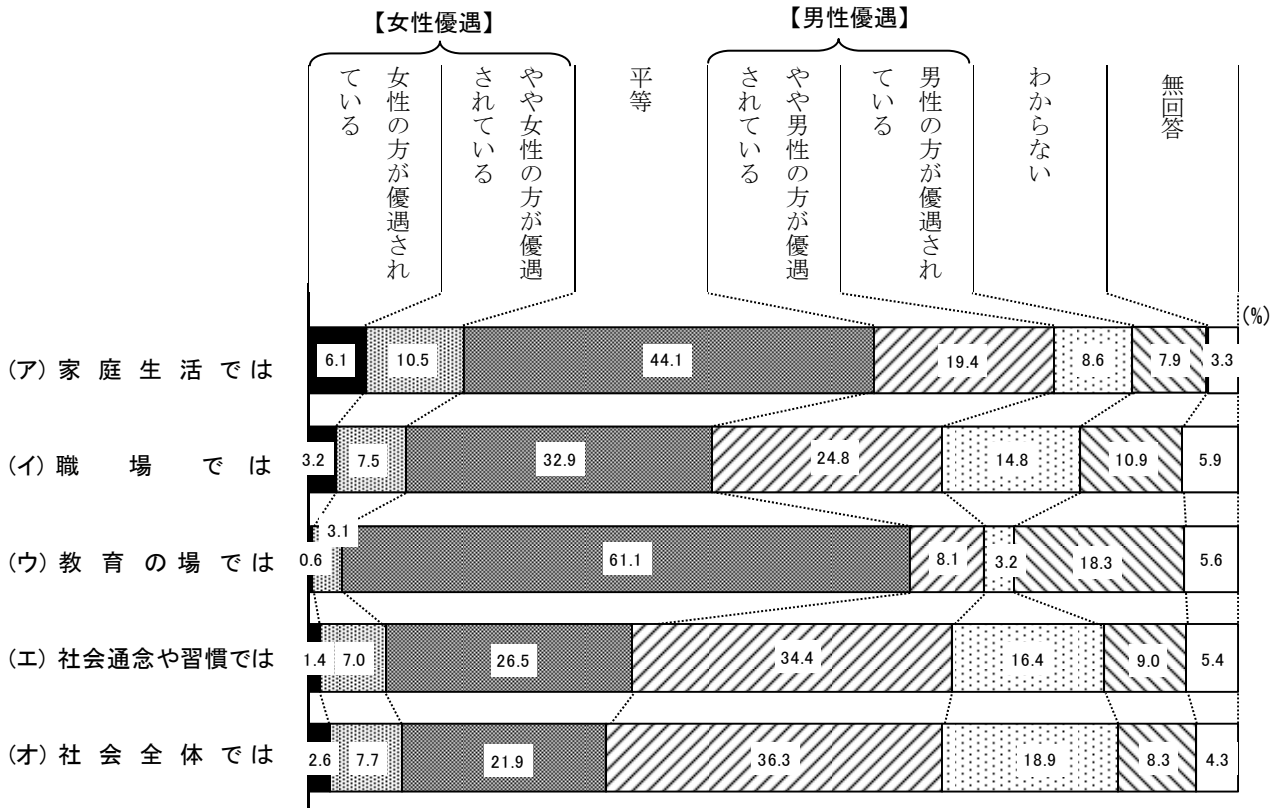 【女性優遇】
【男性優遇】
女性の方が優遇され
ている
やや女性の方が優遇
されている
平等
やや男性の方が優遇
されている
男性の方が優遇され
ている
わからない
無回答
(%)
(ア) 家庭生活では
6.1 10.5 44.1 19.4 8.6 7.9 3.3
(イ) 職場では
3.2 7.5 32.9 24.8 14.8 10.9 5.9
(ウ) 教育の場では
0.6 3.1 61.1 8.1 3.2 18.3 5.6
(エ) 社会通念や習慣では
1.4 7.0 26.5 34.4 16.4 9.0 5.4
(オ) 社会全体では
2.6 7.7 21.9 36.3 18.9 8.3 4.3